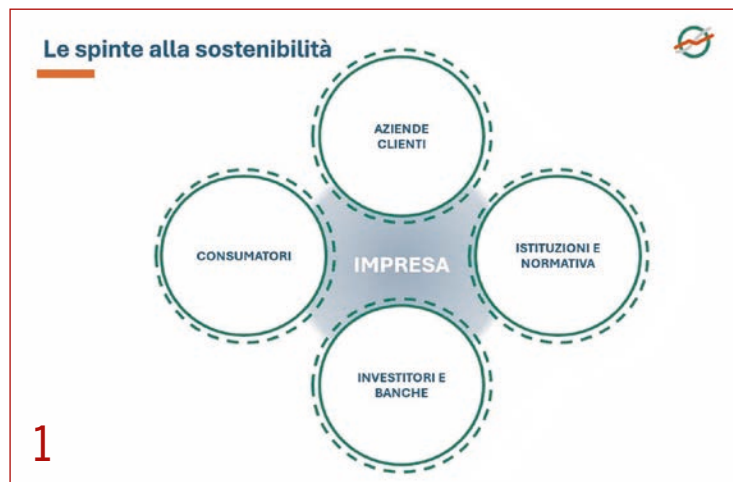 Le spinte alla sostenibilità
AZIENDE
CLIENTI
CONSUMATORI
IMPRESA
ISTITUZIONI E
NORMATIVA
INVESTITORI E
BANCHE
1